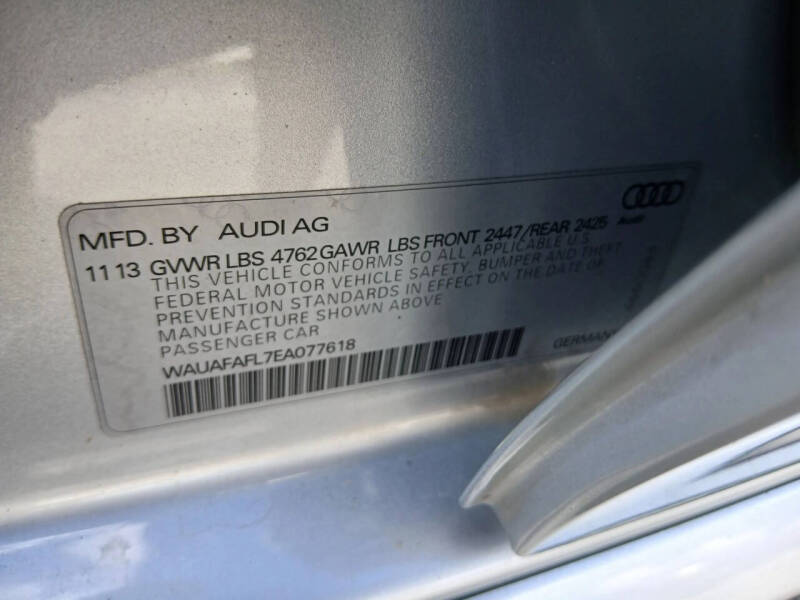 MFD. BY AUDI AG
Audi
11 13 GVWR LBS 4762 GAWR LBS FRONT 2447/REAR 2425
THIS VEHICLE CONFORMS TO ALL APPLICABLE U.S.
FEDERAL MOTOR VEHICLE SAFETY, BUMPER AND THEFT
PREVENTION STANDARDS IN EFFECT ON THE DATE OF
MANUFACTURE SHOWN ABOVE
PASSENGER CAR
WAUAFAFL7EA077618
GERMANY